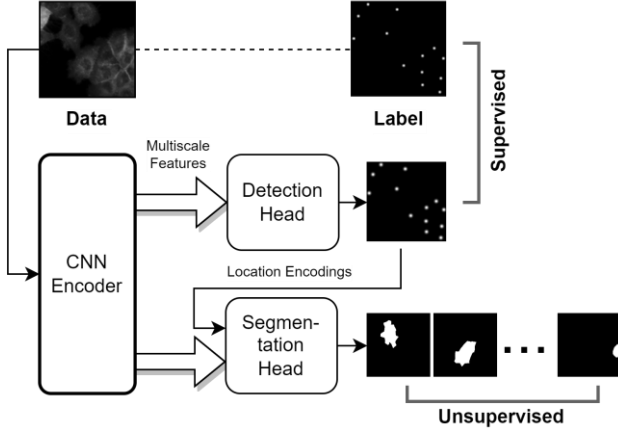 Data
Label
Supervised
Multiscale
Features
Detection
Head
CNN
Encoder
Location Encodings
Segmen-
tation
Head
Unsupervised